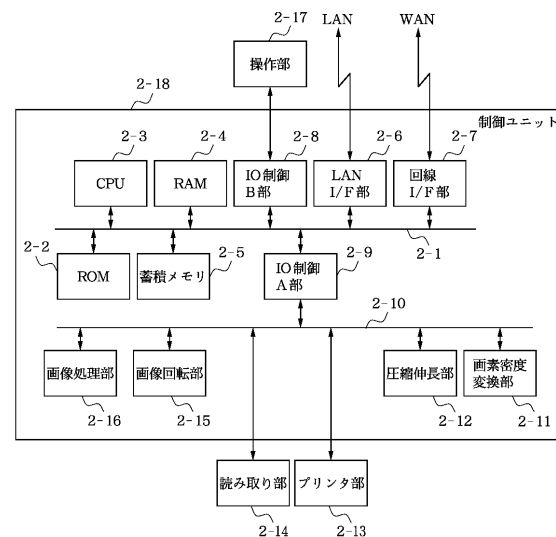 LAN
WAN
2-17
操作部
2-18
制御ユニット
2-3
2-4
2-8
2-6
2-7
CPU
RAM
IO制御
B部
LAN
I/F部
回線
I/F部
2-1
2-2
2-5
2-9
ROM
蓄積メモリ
IO制御
A部
2-10
画像処理部
画像回転部
圧縮伸長部
画素密度
変換部
2-16
2-15
2-12
2-11
読み取り部
プリンタ部
2-14
2-13